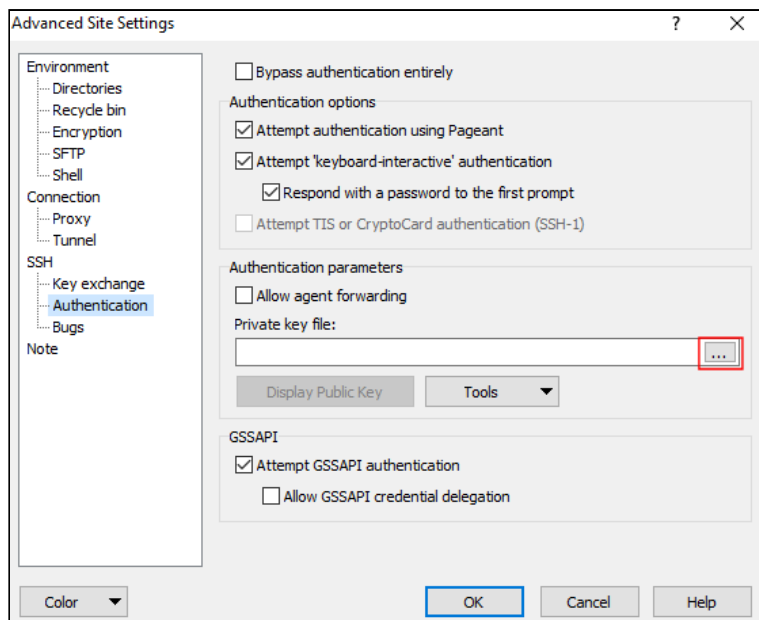 Advanced Site Settings
?
Environment
Directories
Recycle bin
Encryption
SFTP
Shell
Connection
Proxy
Tunnel
SSH
Key exchange
Authentication
Bugs
Note
Bypass authentication entirely
Authentication options
Attempt authentication using Pageant
Attempt 'keyboard-interactive' authentication
Respond with a password to the first prompt
Attempt TIS or CryptoCard authentication (SSH-1)
Authentication parameters
Allow agent forwarding
Private key file:
...
Display Public Key
Tools
GSSAPI
Attempt GSSAPI authentication
Allow GSSAPI credential delegation
Color
OK
Cancel
Help